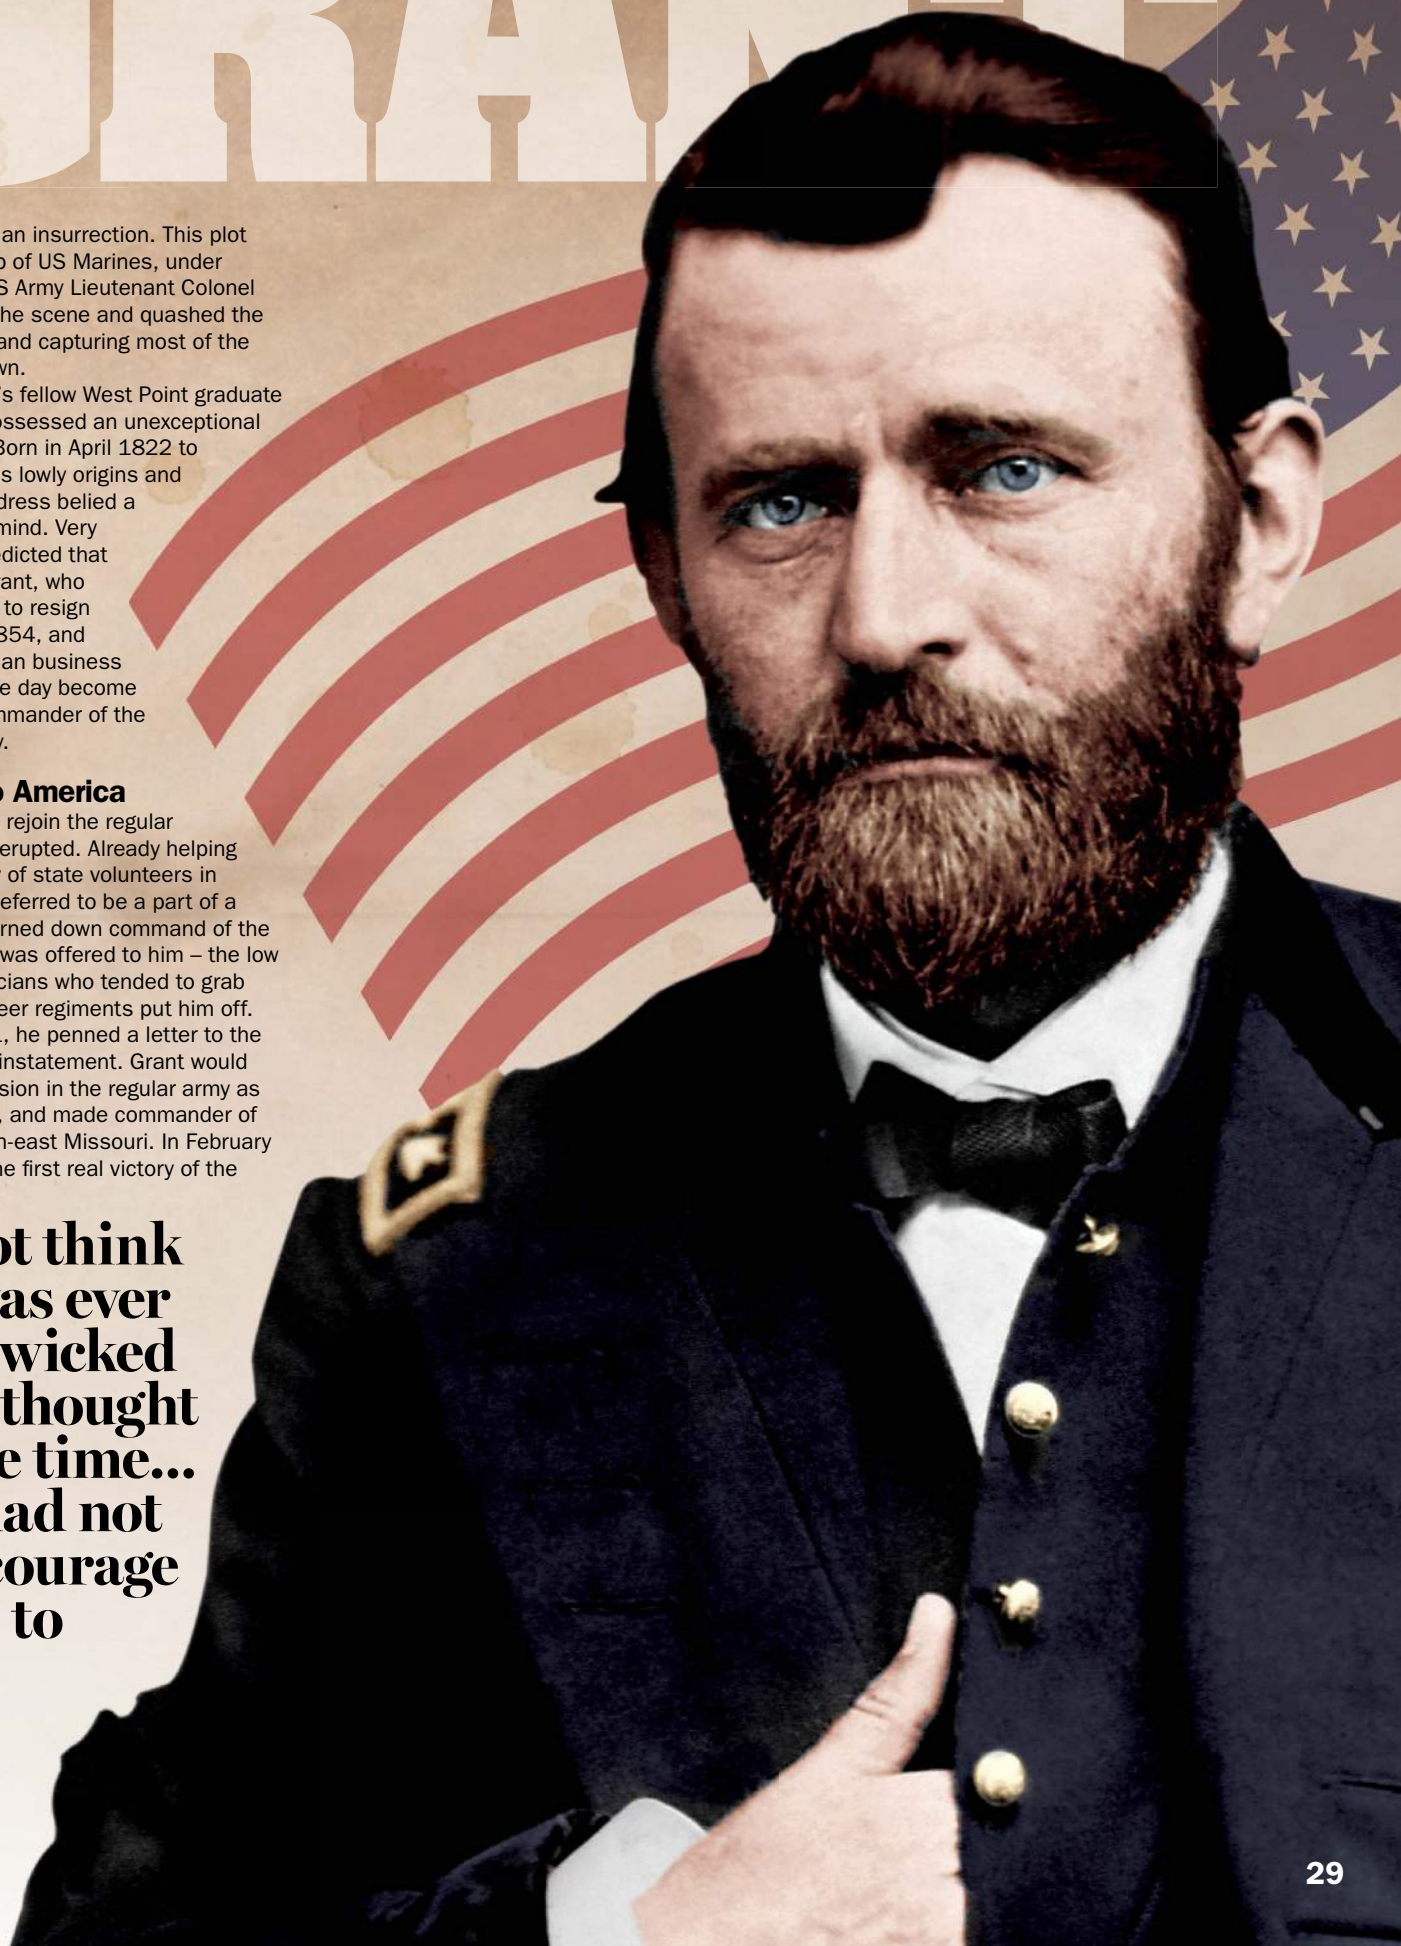 RANT
an insurrection. This plot
of US Marines, under
Army Lieutenant Colonel
the scene and quashed the
and capturing most of the
wn.
's fellow West Point graduate
ossessed an unexceptional
Born in April 1822 to
s lowly origins and
dress belied a
mind. Very
edicted that
rant, who
to resign
854, and
an business
e day become
mmander of the
y.
o America
rejoin the regular
erupted. Already helping
of state volunteers in
referred to be a part of a
rned down command of the
was offered to him – the low
icians who tended to grab
eer regiments put him off.
, he penned a letter to the
instatement. Grant would
sion in the regular army as
, and made commander of
h-east Missouri. In February
he first real victory of the
ot think
as ever
wicked
thought
e time...
ad not
courage
to
29